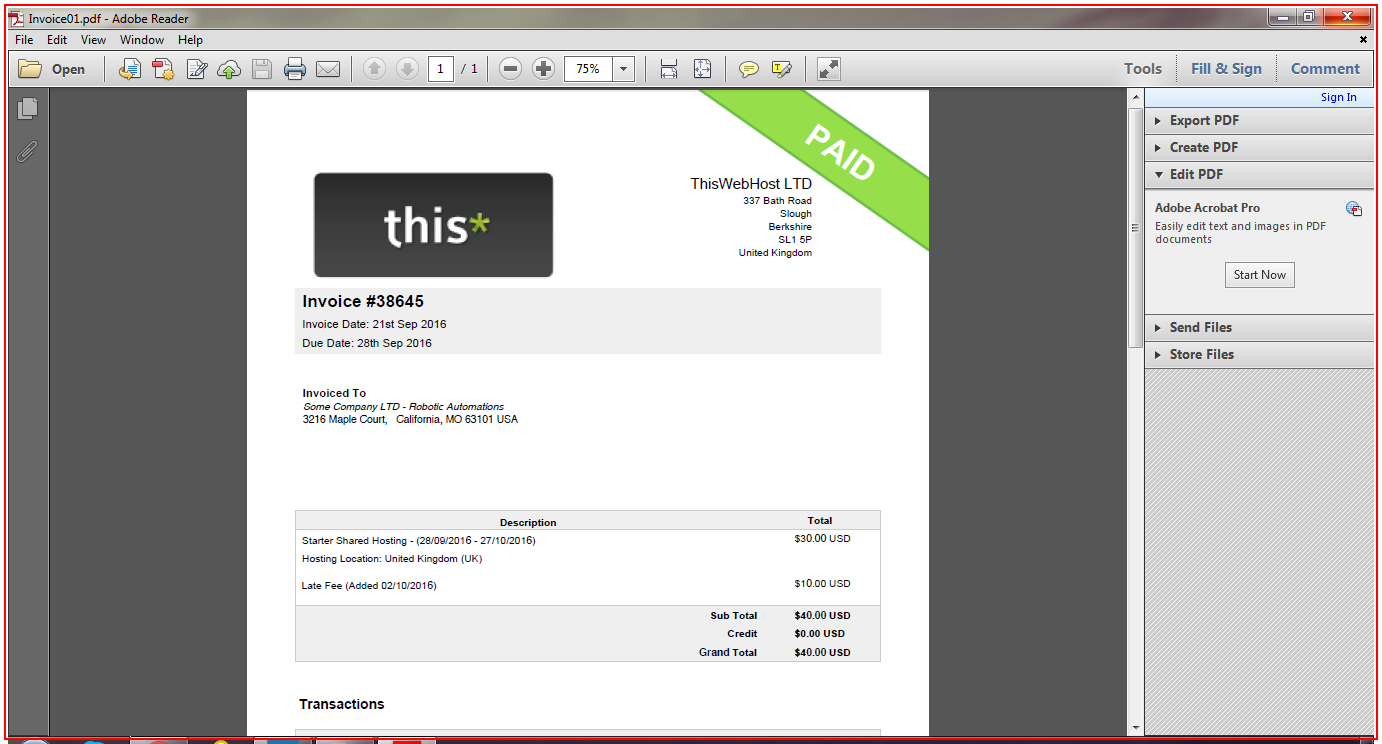 Invoice01.pdf - Adobe Reader
File Edit View Window Help
Open 1 / 1 75% Tools Fill & Sign Comment
Sign In
Export PDF
Create PDF
Edit PDF
Adobe Acrobat Pro
Easily edit text and images in PDF
documents
Start Now
Send Files
Store Files
PAID
this*
ThisWebHost LTD
337 Bath Road
Slough
Berkshire
SL1 5P
United Kingdom
Invoice #38645
Invoice Date: 21st Sep 2016
Due Date: 28th Sep 2016
Invoiced To
Some Company LTD - Robotic Automations
3216 Maple Court, California, MO 63101 USA
Description Total
Starter Shared Hosting - (28/09/2016 - 27/10/2016) $30.00 USD
Hosting Location: United Kingdom (UK)
Late Fee (Added 02/10/2016) $10.00 USD
Sub Total $40.00 USD
Credit $0.00 USD
Grand Total $40.00 USD
Transactions